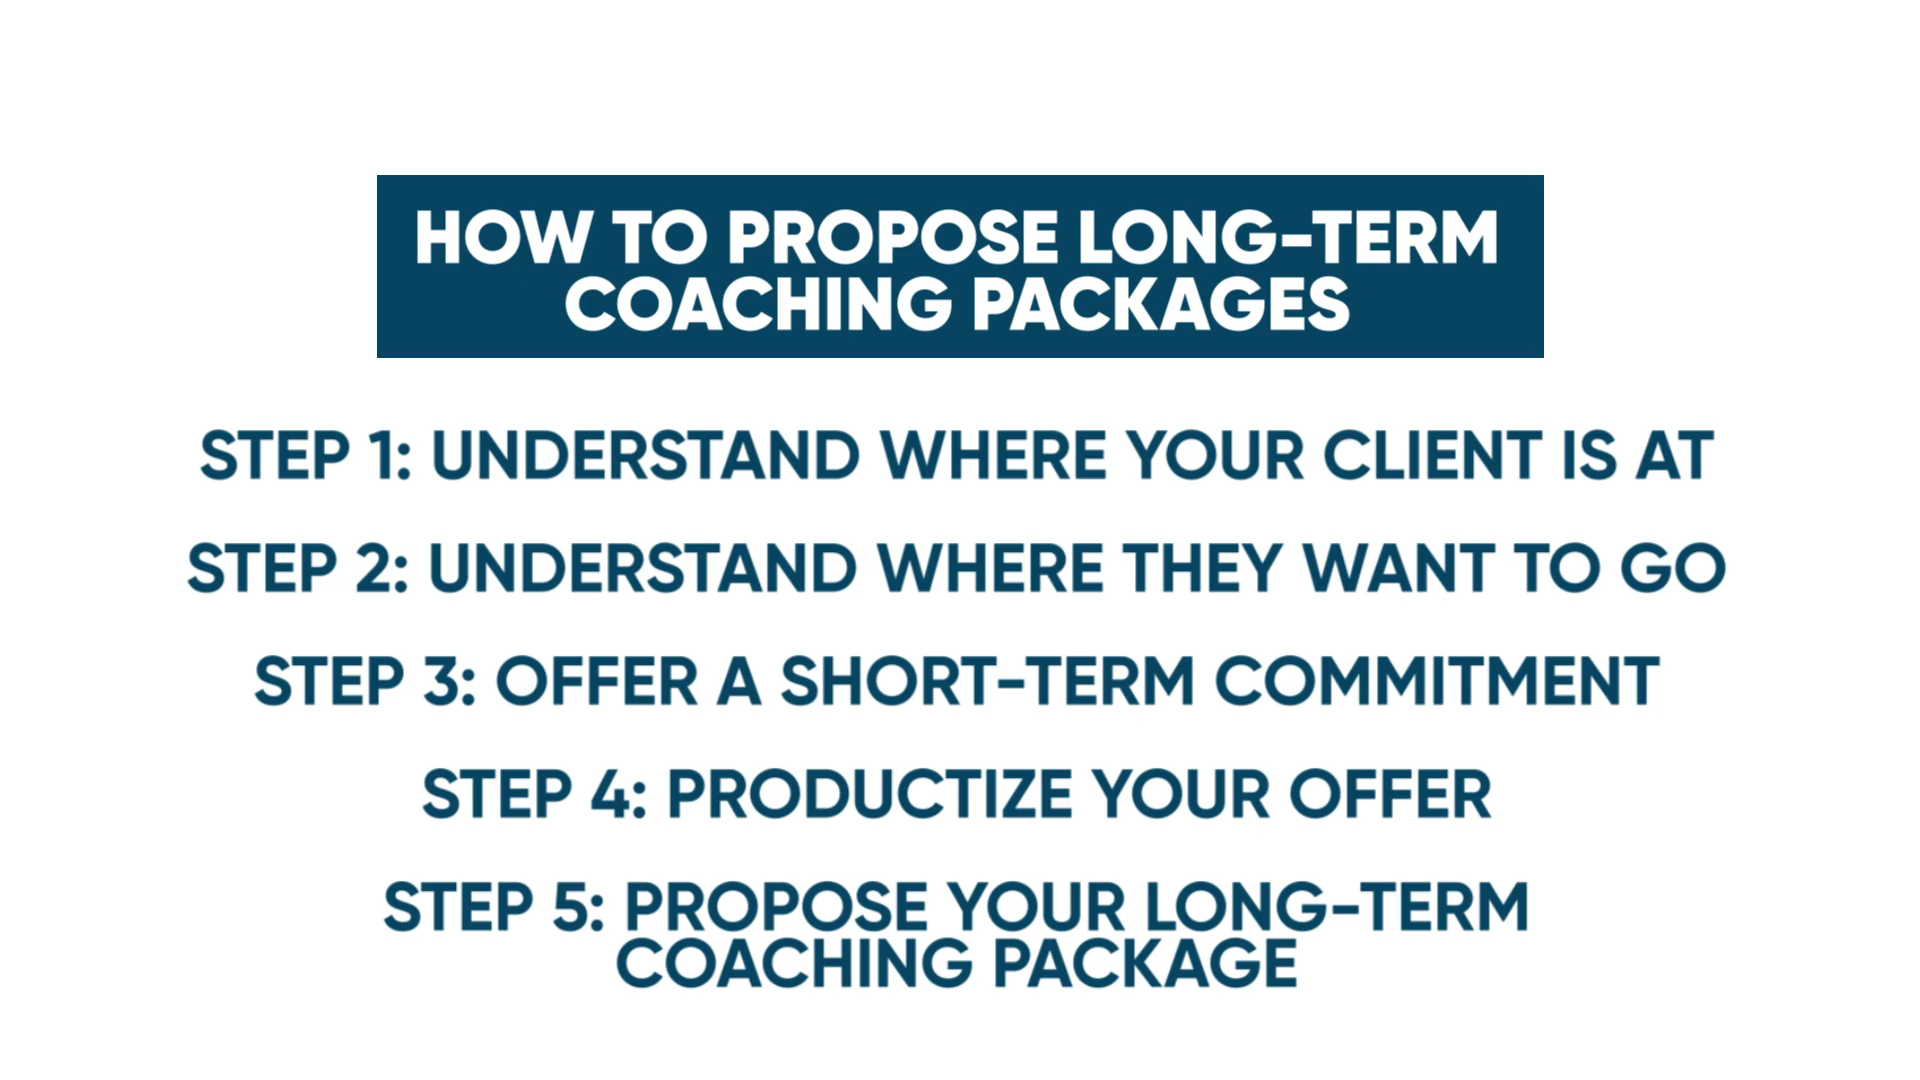 HOW TO PROPOSE LONG-TERM
COACHING PACKAGES
STEP 1: UNDERSTAND WHERE YOUR CLIENT IS AT
STEP 2: UNDERSTAND WHERE THEY WANT TO GO
STEP 3: OFFER A SHORT-TERM COMMITMENT
STEP 4: PRODUCTIZE YOUR OFFER
STEP 5: PROPOSE YOUR LONG-TERM
COACHING PACKAGE